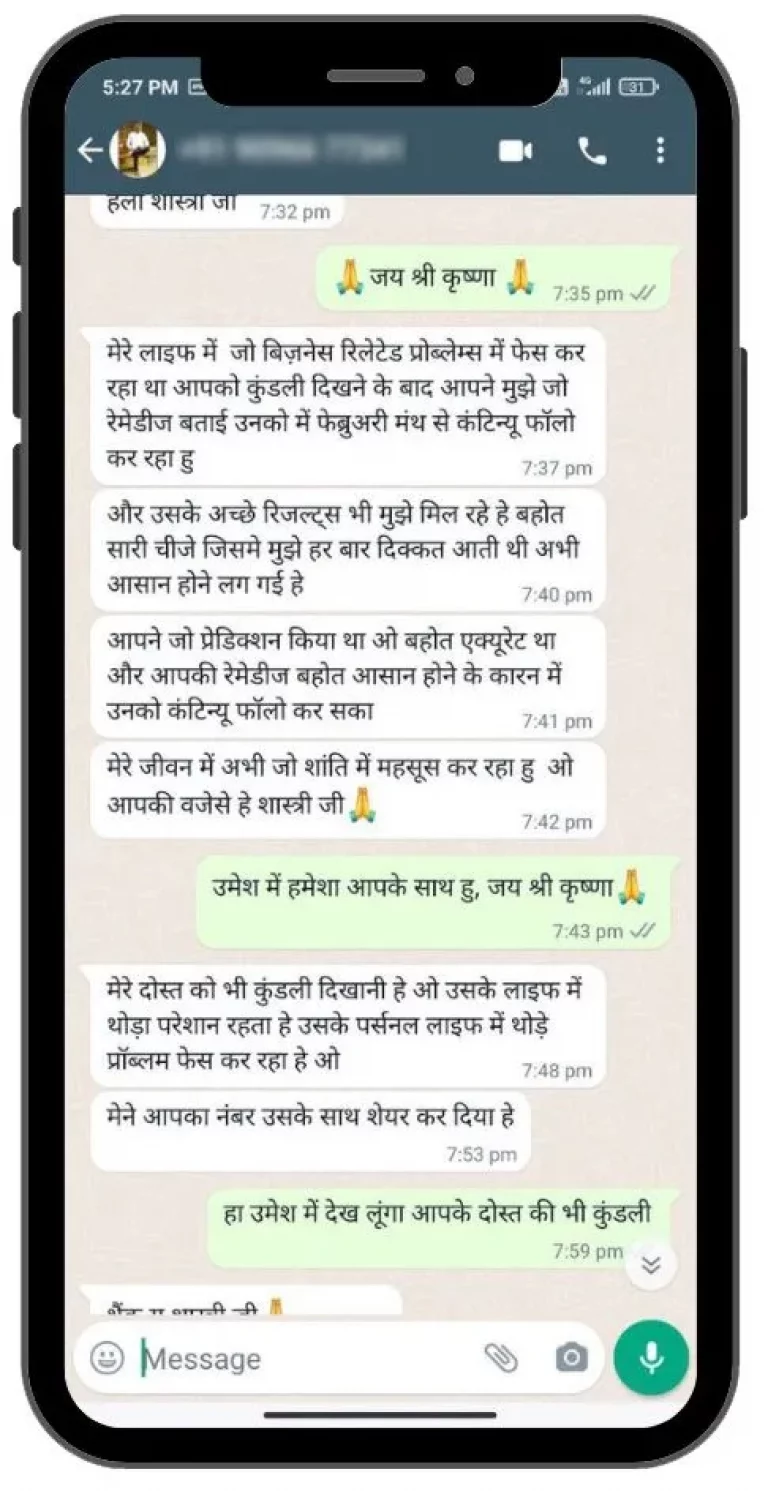 5:27 PM
4G
31
हेलो शास्त्री जी
7:32 pm
🙏 जय श्री कृष्णा 🙏
7:35 pm
मेरे लाइफ में जो बिज़नेस रिलेटेड प्रोब्लेम्स में फेस कर
रहा था आपको कुंडली दिखने के बाद आपने मुझे जो
रेमेडीज बताई उनको में फेब्रुअरी मंथ से कंटिन्यू फॉलो
कर रहा हु
7:37 pm
और उसके अच्छे रिजल्ट्स भी मुझे मिल रहे हे बहोत
सारी चीजे जिसमे मुझे हर बार दिक्कत आती थी अभी
आसान होने लग गई हे
7:40 pm
आपने जो प्रेडिक्शन किया था ओ बहोत एक्यूरेट था
और आपकी रेमेडीज बहोत आसान होने के कारन में
उनको कंटिन्यू फॉलो कर सका
7:41 pm
मेरे जीवन में अभी जो शांति में महसूस कर रहा हु ओ
आपकी वजेसे हे शास्त्री जी🙏
7:42 pm
उमेश में हमेशा आपके साथ हु, जय श्री कृष्णा🙏
7:43 pm
मेरे दोस्त को भी कुंडली दिखानी हे ओ उसके लाइफ में
थोड़ा परेशान रहता हे उसके पर्सनल लाइफ में थोड़े
प्रॉब्लम फेस कर रहा हे ओ
7:48 pm
मेने आपका नंबर उसके साथ शेयर कर दिया हे
7:53 pm
हा उमेश में देख लूंगा आपके दोस्त की भी कुंडली
7:59 pm
Message